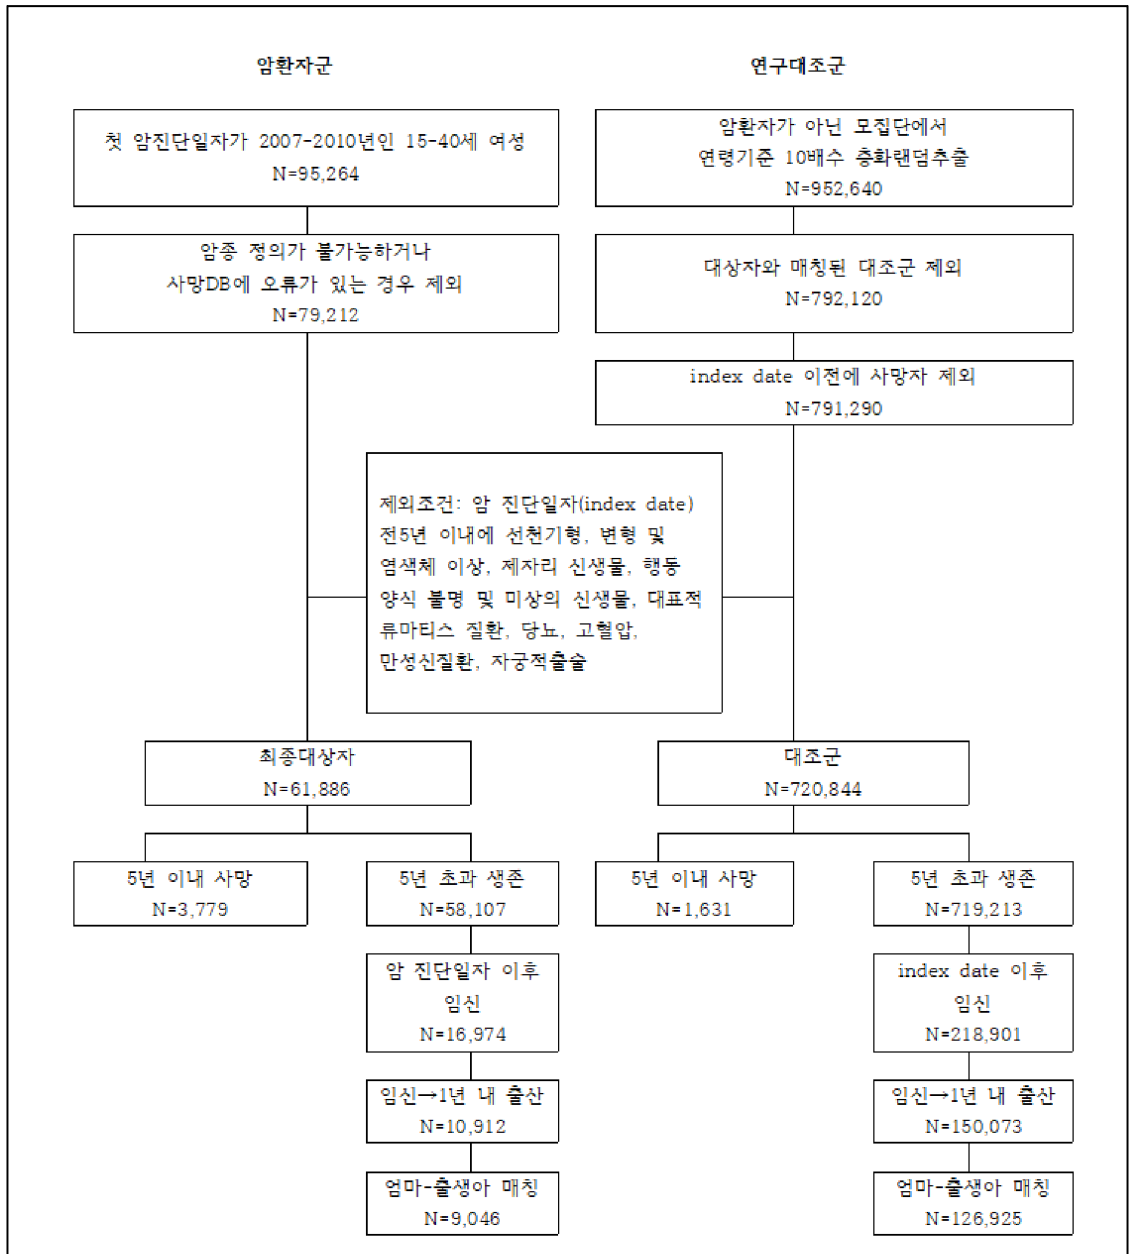 암환자군
연구대조군
첫 암진단일자가 2007-2010년인 15-40세 여성
N=95,264
암환자가 아닌 모집단에서
연령기준 10배수 층화랜덤추출
N=952,640
암종 정의가 불가능하거나
사망DB에 오류가 있는 경우 제외
N=79,212
대상자와 매칭된 대조군 제외
N=792,120
index date 이전에 사망자 제외
N=791,290
제외조건: 암 진단일자(index date)
전5년 이내에 선천기형, 변형 및
염색체 이상, 제자리 신생물, 행동
양식 불명 및 미상의 신생물, 대표적
류마티스 질환, 당뇨, 고혈압,
만성신질환, 자궁적출술
최종대상자
N=61,886
대조군
N=720,844
5년 이내 사망
N=3,779
5년 초과 생존
N=58,107
5년 이내 사망
N=1,631
5년 초과 생존
N=719,213
암 진단일자 이후
임신
N=16,974
index date 이후
임신
N=218,901
임신→1년 내 출산
N=10,912
임신→1년 내 출산
N=150,073
엄마-출생아 매칭
N=9,046
엄마-출생아 매칭
N=126,925